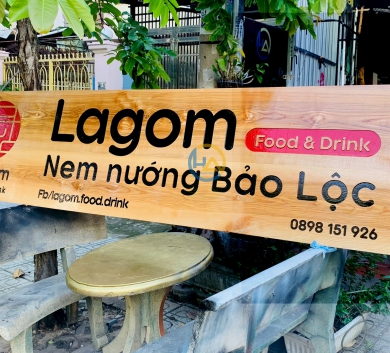 Lagom
Food & Drink
Nem nướng Bảo Lộc
Fb/lagom.food.drink
0898 151 926